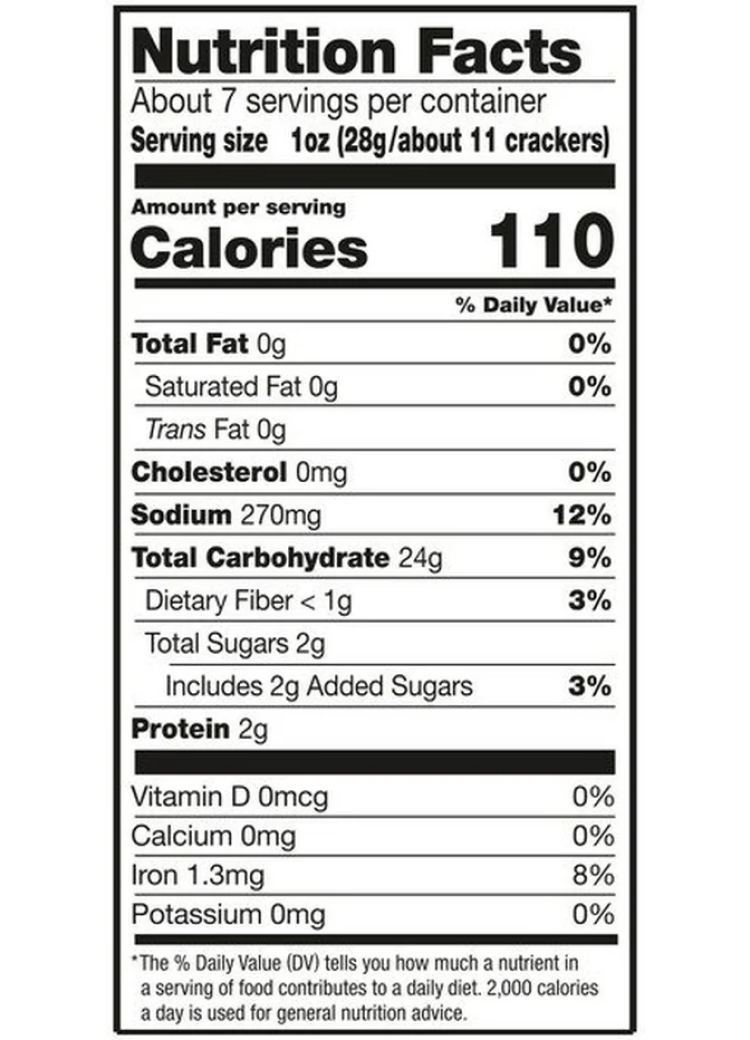 Nutrition Facts
About 7 servings per container
Serving size 1oz (28g/about 11 crackers)
Amount per serving
Calories 110
% Daily Value*
Total Fat 0g 0%
Saturated Fat 0g 0%
Trans Fat 0g
Cholesterol 0mg 0%
Sodium 270mg 12%
Total Carbohydrate 24g 9%
Dietary Fiber < 1g 3%
Total Sugars 2g
Includes 2g Added Sugars 3%
Protein 2g
Vitamin D 0mcg 0%
Calcium 0mg 0%
Iron 1.3mg 8%
Potassium 0mg 0%
*The % Daily Value (DV) tells you how much a nutrient in
a serving of food contributes to a daily diet. 2,000 calories
a day is used for general nutrition advice.